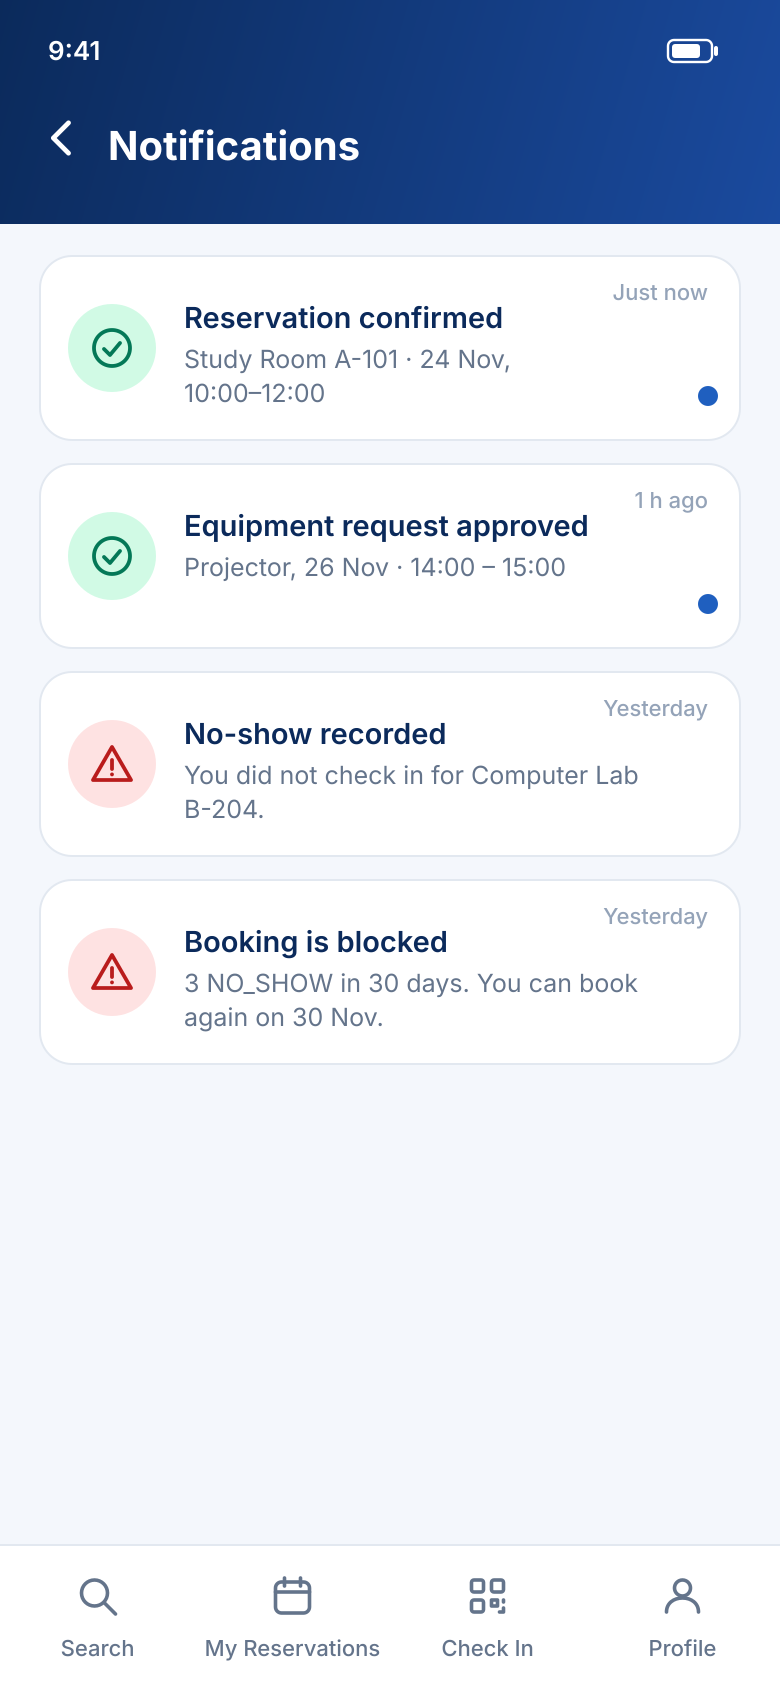 9:41
Notifications
Just now
Reservation confirmed
Study Room A-101 · 24 Nov,
10:00–12:00
1 h ago
Equipment request approved
Projector, 26 Nov · 14:00 – 15:00
Yesterday
No-show recorded
You did not check in for Computer Lab
B-204.
Yesterday
Booking is blocked
3 NO_SHOW in 30 days. You can book
again on 30 Nov.
Search
My Reservations
Check In
Profile